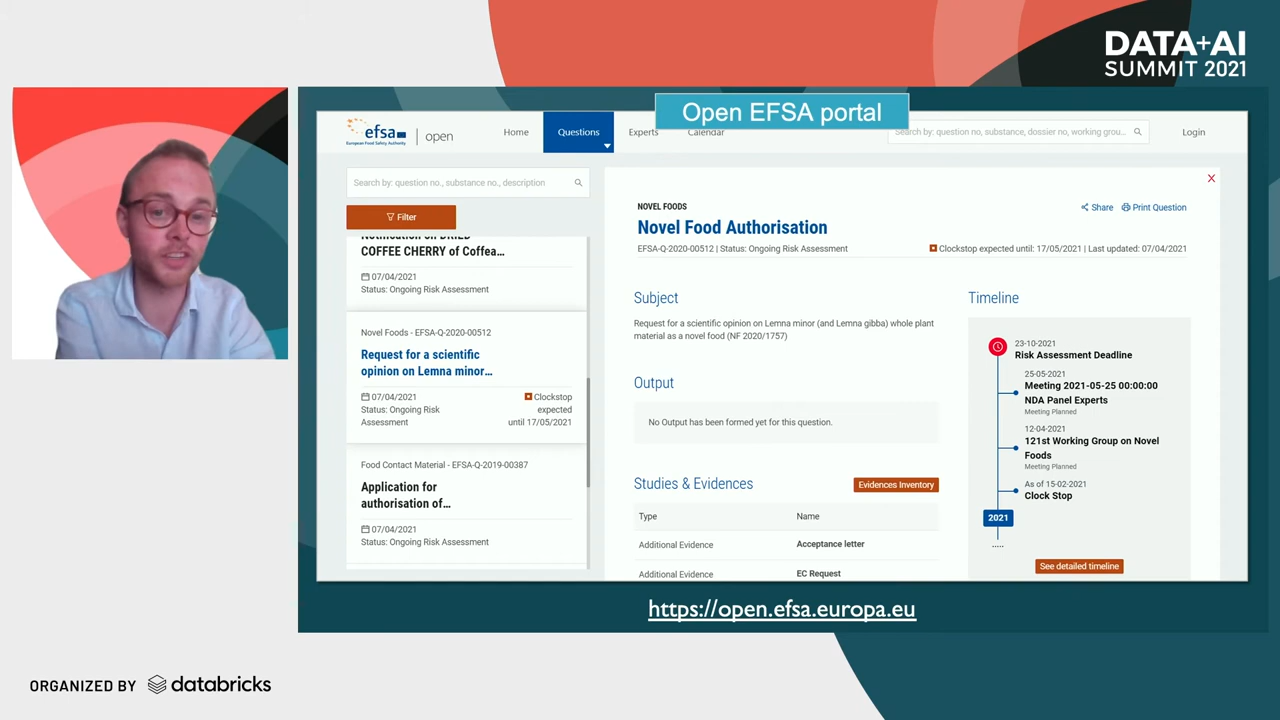 DATA+AI
SUMMIT 2021
Open EFSA portal
efsa
European Food Safety Authority
open
Home
Questions
Experts
Calendar
Search by: question no, substance, dossier no, working grou...
Login
Search by: question no., substance no., description
Filter
COFFEE CHERRY of Coffea...
07/04/2021
Status: Ongoing Risk Assessment
Novel Foods - EFSA-Q-2020-00512
Request for a scientific
opinion on Lemna minor...
07/04/2021
Status: Ongoing Risk
Assessment
Clockstop
expected
until 17/05/2021
Food Contact Material - EFSA-Q-2019-00387
Application for
authorisation of...
07/04/2021
Status: Ongoing Risk Assessment
X
NOVEL FOODS
Share
Print Question
Novel Food Authorisation
EFSA-Q-2020-00512 | Status: Ongoing Risk Assessment
Clockstop expected until: 17/05/2021 | Last updated: 07/04/2021
Subject
Request for a scientific opinion on Lemna minor (and Lemna gibba) whole plant
material as a novel food (NF 2020/1757)
Output
No Output has been formed yet for this question.
Studies & Evidences
Evidences Inventory
Type
Name
Additional Evidence
Acceptance letter
Additional Evidence
EC Request
Timeline
23-10-2021
Risk Assessment Deadline
25-05-2021
Meeting 2021-05-25 00:00:00
NDA Panel Experts
Meeting Planned
12-04-2021
121st Working Group on Novel
Foods
Meeting Planned
As of 15-02-2021
Clock Stop
2021
.....
See detailed timeline
https://open.efsa.europa.eu
ORGANIZED BY databricks